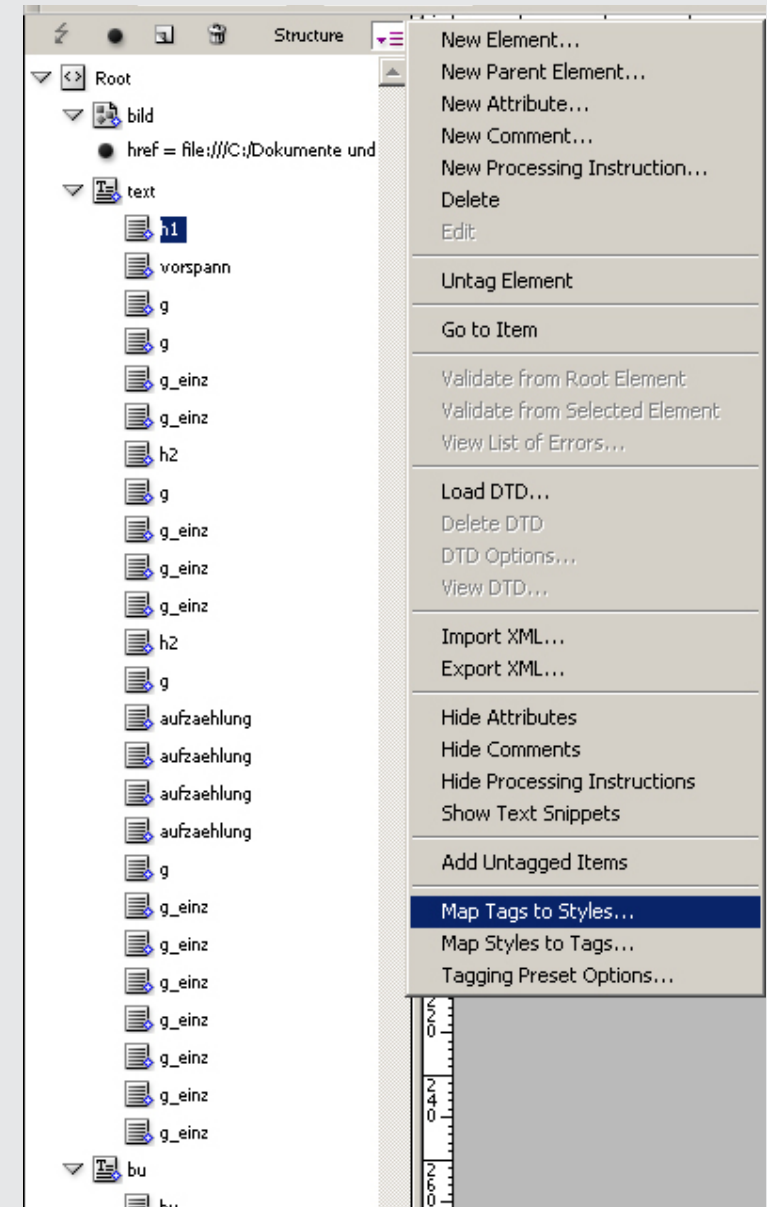 Structure
Root
bild
href = file:///C:/Dokumente und
text
h1
vorspann
g
g
g_einz
g_einz
h2
g
g_einz
g_einz
g_einz
h2
g
aufzaehlung
aufzaehlung
aufzaehlung
aufzaehlung
g
g_einz
g_einz
g_einz
g_einz
g_einz
g_einz
g_einz
bu
New Element...
New Parent Element...
New Attribute...
New Comment...
New Processing Instruction...
Delete
Edit
Untag Element
Go to Item
Validate from Root Element
Validate from Selected Element
View List of Errors...
Load DTD...
Delete DTD
DTD Options...
View DTD...
Import XML...
Export XML...
Hide Attributes
Hide Comments
Hide Processing Instructions
Show Text Snippets
Add Untagged Items
Map Tags to Styles...
Map Styles to Tags...
Tagging Preset Options...
220
240
260